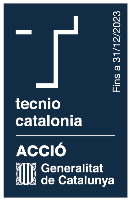 tecnio
catalonia
Fins a 31/12/2023
ACCIÓ
Generalitat
de Catalunya